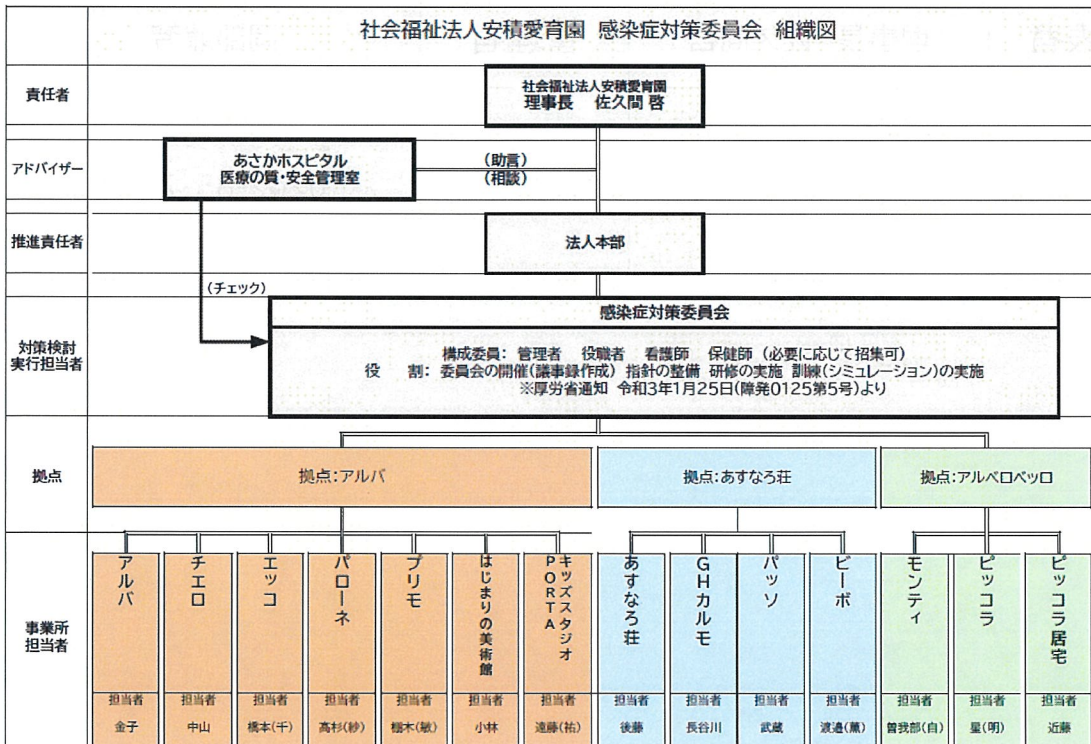 社会福祉法人安積愛育園 感染症対策委員会 組織図
責任者
社会福祉法人安積愛育園
理事長 佐久間 啓
アドバイザー
あさかホスピタル
医療の質・安全管理室
(助言)
(相談)
推進責任者
法人本部
(チェック)
対策検討
実行担当者
感染症対策委員会
構成委員: 管理者 役職者 看護師 保健師 (必要に応じて招集可)
役 割: 委員会の開催(議事録作成) 指針の整備 研修の実施 訓練(シミュレーション)の実施
※厚労省通知 令和3年1月25日(障発0125第5号)より
拠点
拠点:アルバ
拠点:あすなろ荘
拠点:アルベロベッロ
事業所
担当者
アルバ
担当者
金子
チエロ
担当者
中山
エッコ
担当者
橋本(千)
パローネ
担当者
高杉(紗)
プリモ
担当者
棚木(敏)
はじまりの美術館
担当者
小林
キッズスタジオ
PORTA
担当者
遠藤(祐)
あすなろ荘
担当者
後藤
GHカルモ
担当者
長谷川
パッソ
担当者
武蔵
ビーボ
担当者
渡邉(薫)
モンティ
担当者
曽我部(自)
ピッコラ
担当者
星(明)
ピッコラ居宅
担当者
近藤